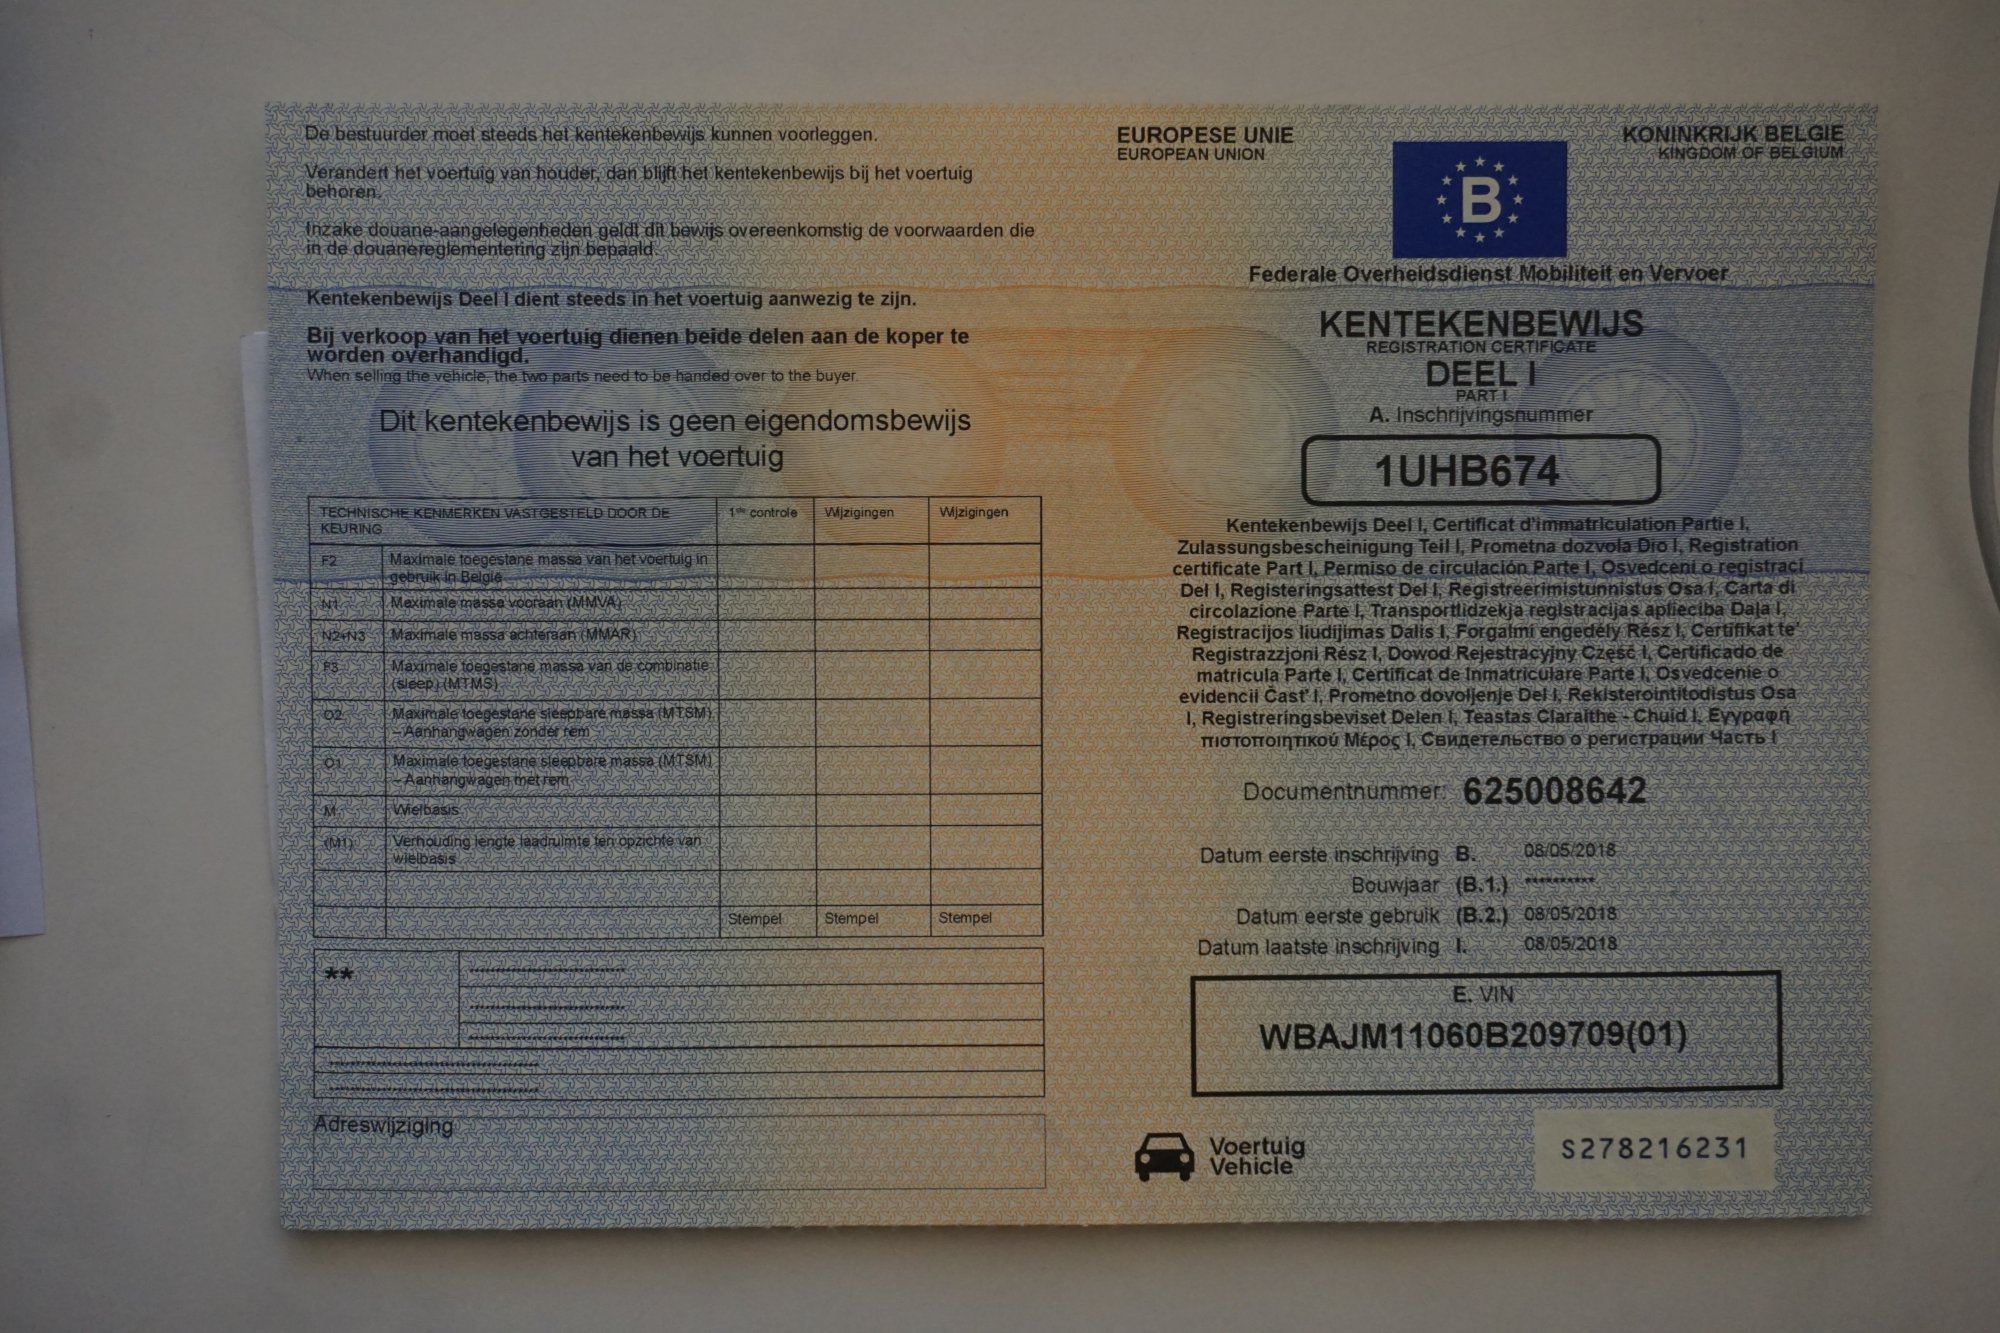 De bestuurder moet steeds het kentekenbewijs kunnen voorleggen.
Verandert het voertuig van houder, dan blijft het kentekenbewijs bij het voertuig
behoren.
Inzake douane-aangelegenheden geldt dit bewijs overeenkomstig de voorwaarden die
in de douanereglementering zijn bepaald.
Kentekenbewijs Deel I dient steeds in het voertuig aanwezig te zijn.
Bij verkoop van het voertuig dienen beide delen aan de koper te
worden overhandigd.
When selling the vehicle, the two parts need to be handed over to the buyer.
Dit kentekenbewijs is geen eigendomsbewijs
van het voertuig
TECHNISCHE KENMERKEN VASTGESTELD DOOR DE
KEURING
1ste controle
Wijzigingen
Wijzigingen
F2 Maximale toegestane massa van het voertuig in
gebruik in België
N1 Maximale massa vooraan (MMVA)
N2+N3 Maximale massa achteraan (MMAR)
F3 Maximale toegestane massa van de combinatie
(sleep) (MTMS)
O2 Maximale toegestane sleepbare massa (MTSM)
– Aanhangwagen zonder rem
O1 Maximale toegestane sleepbare massa (MTSM)
– Aanhangwagen met rem
M Wielbasis
(M1) Verhouding lengte laadruimte ten opzichte van
wielbasis
Stempel Stempel Stempel
**
Adreswijziging
EUROPESE UNIE
EUROPEAN UNION
KONINKRIJK BELGIE
KINGDOM OF BELGIUM
B
Federale Overheidsdienst Mobiliteit en Vervoer
KENTEKENBEWIJS
REGISTRATION CERTIFICATE
DEEL I
PART I
A. Inschrijvingsnummer
1UHB674
Kentekenbewijs Deel I, Certificat d'immatriculation Partie I,
Zulassungsbescheinigung Teil I, Prometna dozvola Dio I, Registration
certificate Part I, Permiso de circulación Parte I, Osvedceni o registraci
Del I, Registeringsattest Del I, Registreerimistunnistus Osa I, Carta di
circolazione Parte I, Transportlidzekja registracijas aplieciba Daļa I,
Registracijos liudijimas Dalis I, Forgalmi engedély Rész I, Certifikat te'
Registrazzjoni Rész I, Dowod Rejestracyjny Część I, Certificado de
matricula Parte I, Certificat de Inmatriculare Parte I, Osvedcenie o
evidencii Časť I, Prometno dovoljenje Del I, Rekisterointitodistus Osa
I, Registreringsbeviset Delen I, Teastas Claraithe - Chuid I, Εγγραφή
πιστοποιητικού Μέρος I, Свидетельство о регистрации Часть I
Documentnummer: 625008642
Datum eerste inschrijving B. 08/05/2018
Bouwjaar (B.1.) **********
Datum eerste gebruik (B.2.) 08/05/2018
Datum laatste inschrijving I. 08/05/2018
E. VIN
WBAJM11060B209709(01)
Voertuig
Vehicle
S278216231